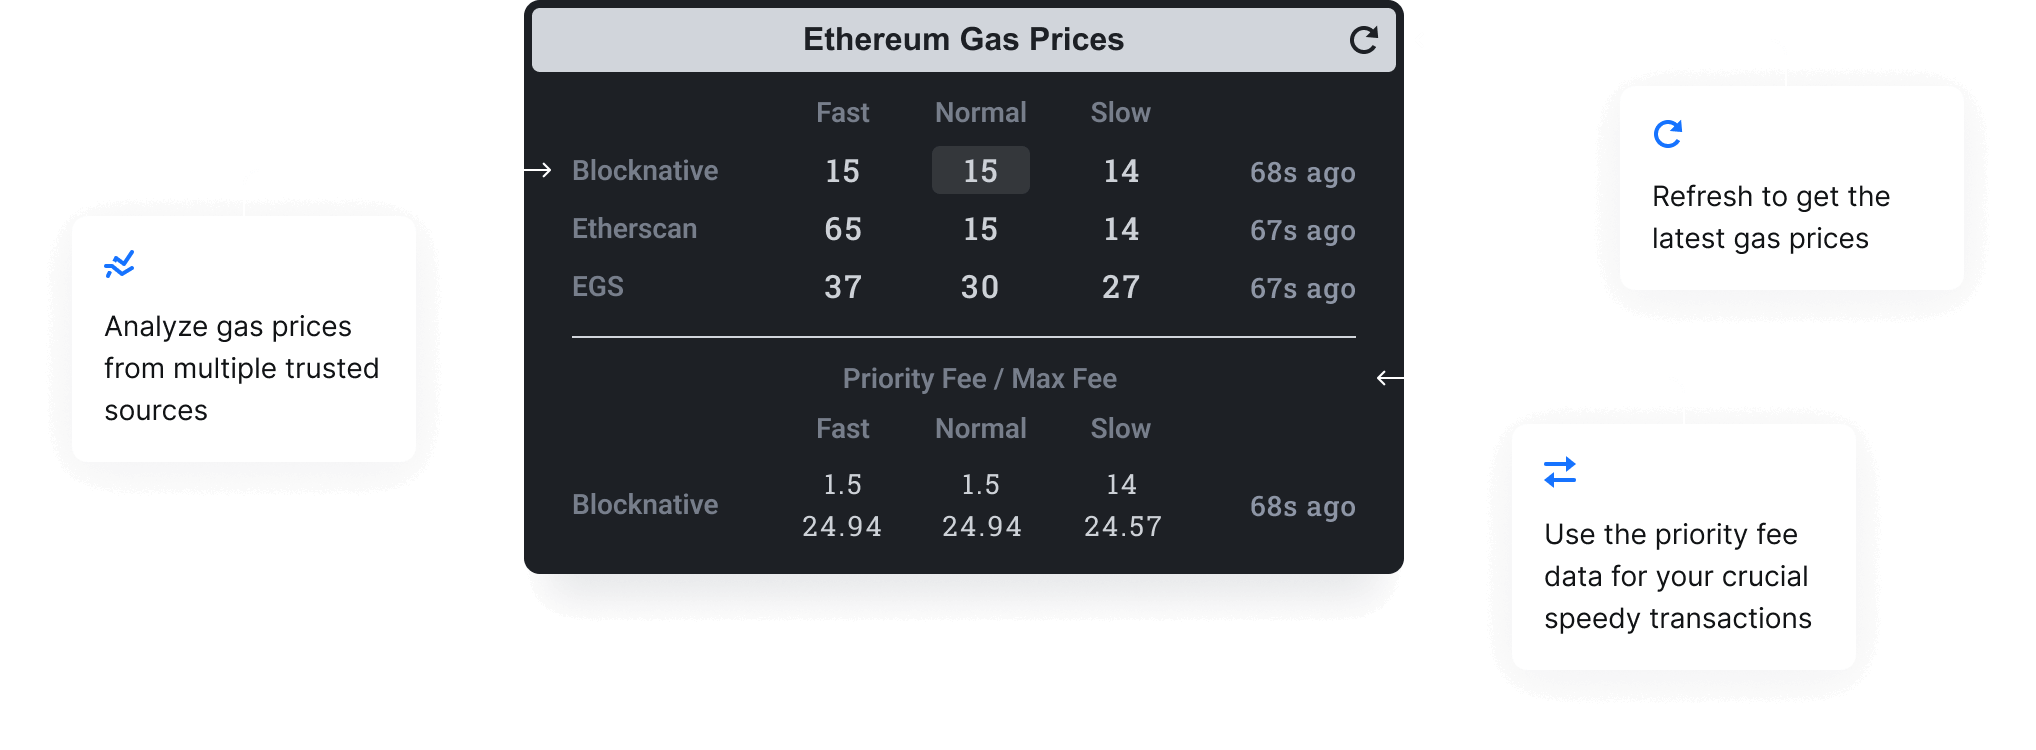 Ethereum Gas Prices
Fast Normal Slow
Blocknative 15 15 14 68s ago
Etherscan 65 15 14 67s ago
EGS 37 30 27 67s ago
Priority Fee / Max Fee
Fast Normal Slow
1.5 1.5 14
Blocknative 68s ago
24.94 24.94 24.57
Analyze gas prices
from multiple trusted
sources
Refresh to get the
latest gas prices
Use the priority fee
data for your crucial
speedy transactions